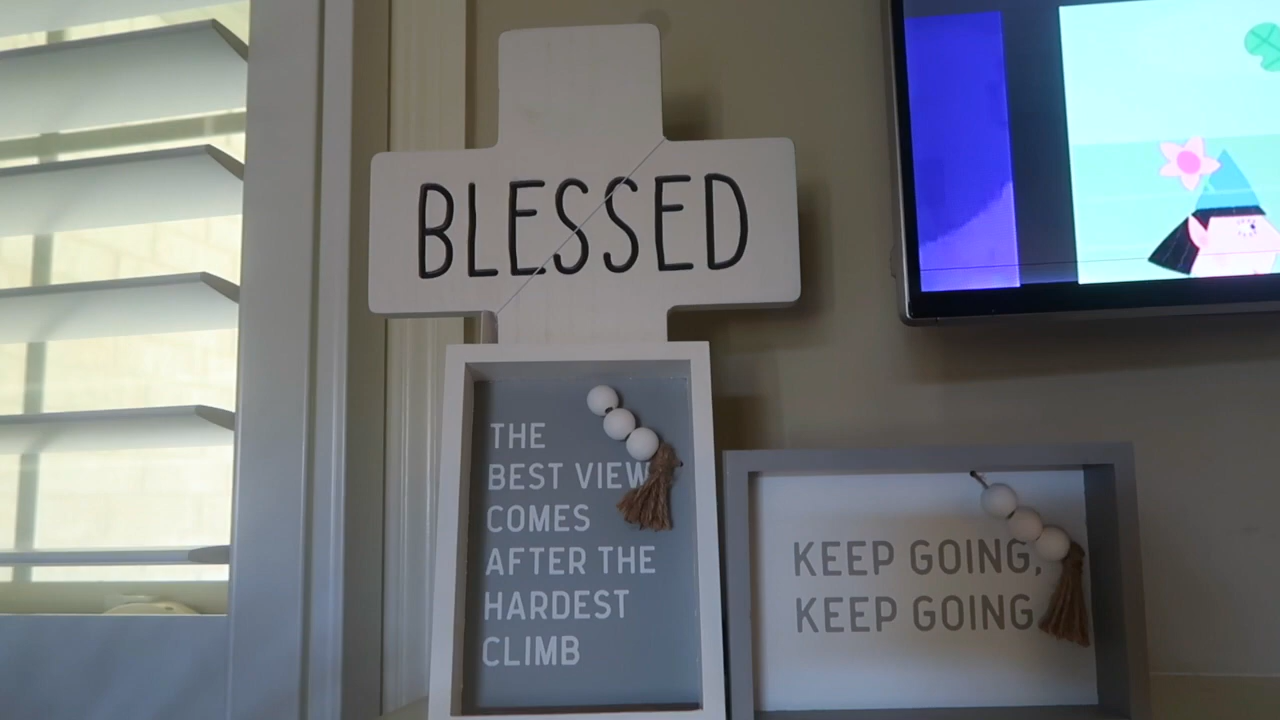 BLESSED
THE
BEST VIEW
COMES
AFTER THE
HARDEST
CLIMB
KEEP GOING,
KEEP GOING